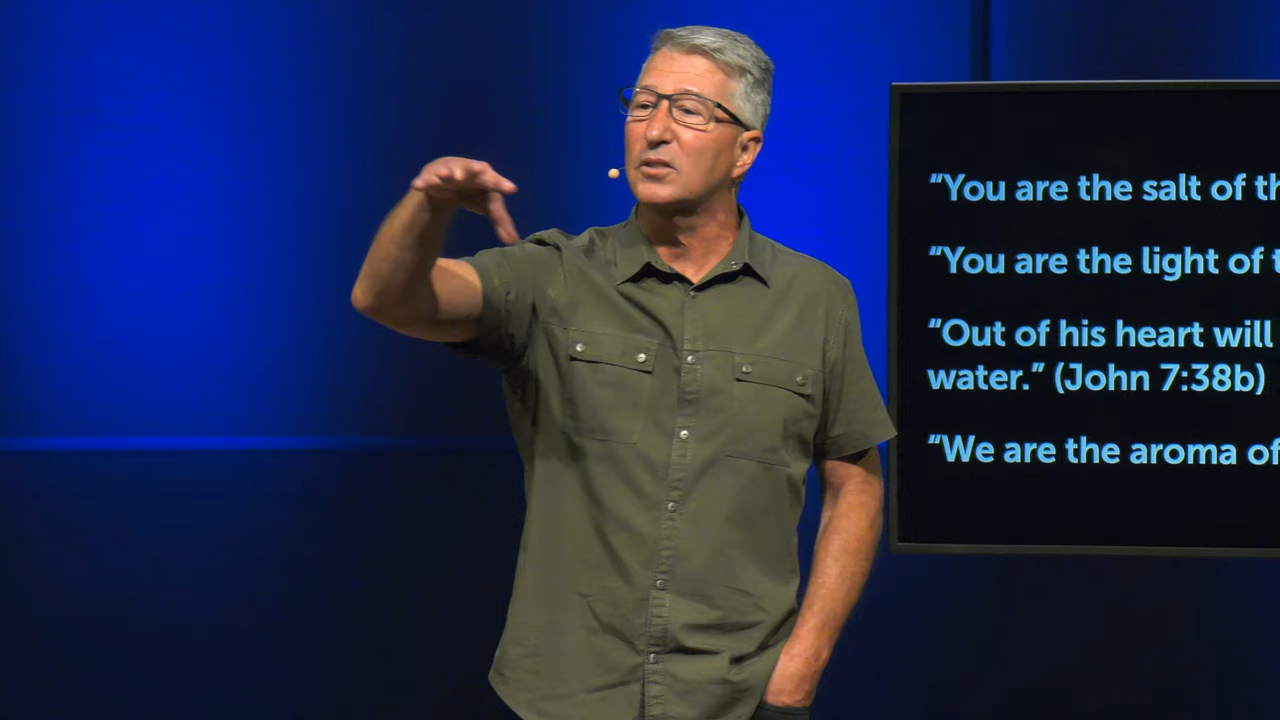 “You are the salt of th
“You are the light of t
“Out of his heart will
water.” (John 7:38b)
“We are the aroma of